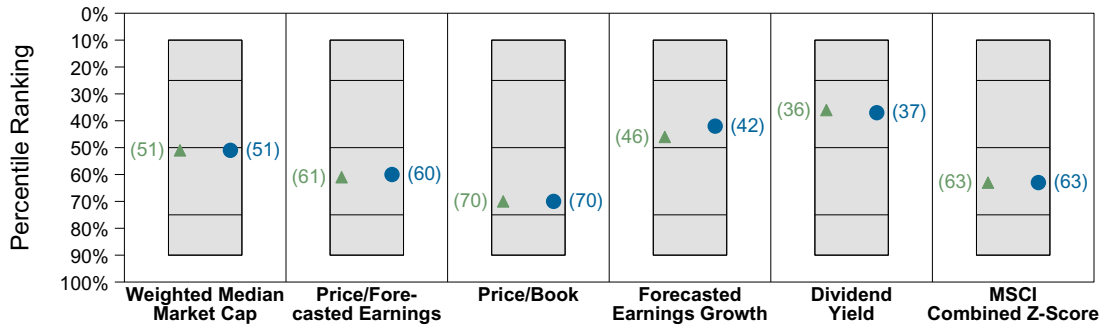 Percentile Ranking
0%
10%
20%
30%
40%
50%
60%
70%
80%
90%
100%
(51)
(51)
(61)
(60)
(70)
(70)
(46)
(42)
(36)
(37)
(63)
(63)
Weighted Median
Market Cap
Price/Fore-
casted Earnings
Price/Book
Forecasted
Earnings Growth
Dividend
Yield
MSCI
Combined Z-Score